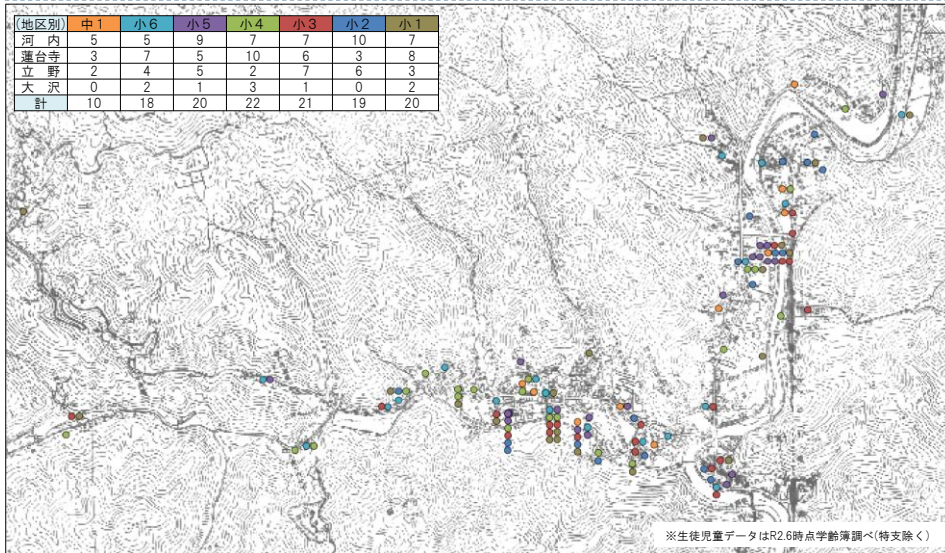 (地区別) 中1 小6 小5 小4 小3 小2 小1
河 内 5 5 9 7 7 10 7
蓮台寺 3 7 5 10 6 3 8
立 野 2 4 5 2 7 6 3
大 沢 0 2 1 3 1 0 2
計 10 18 20 22 21 19 20
※生徒児童データはR2.6時点学齢簿調べ(特支除く)